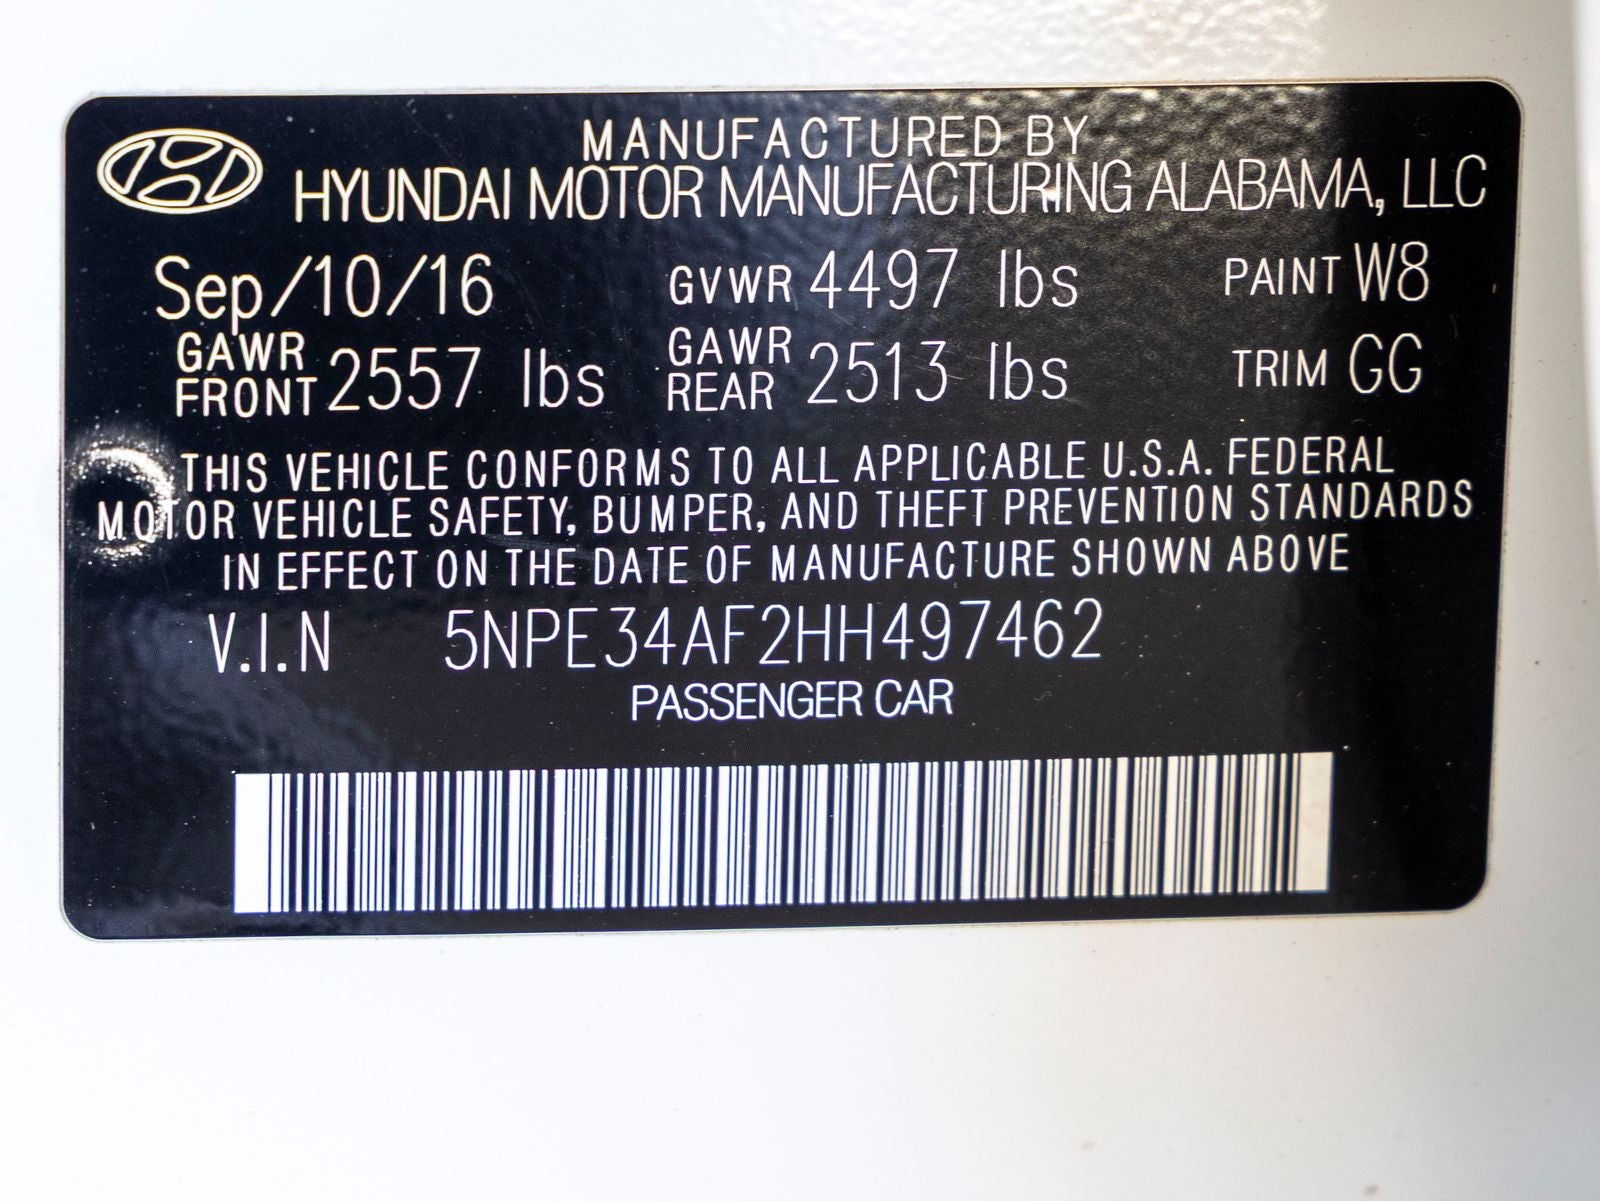 MANUFACTURED BY
HYUNDAI MOTOR MANUFACTURING ALABAMA, LLC
Sep/10/16 GVWR 4497 lbs PAINT W8
GAWR FRONT 2557 lbs GAWR REAR 2513 lbs TRIM GG
THIS VEHICLE CONFORMS TO ALL APPLICABLE U.S.A. FEDERAL
MOTOR VEHICLE SAFETY, BUMPER, AND THEFT PREVENTION STANDARDS
IN EFFECT ON THE DATE OF MANUFACTURE SHOWN ABOVE
V.I.N 5NPE34AF2HH497462
PASSENGER CAR